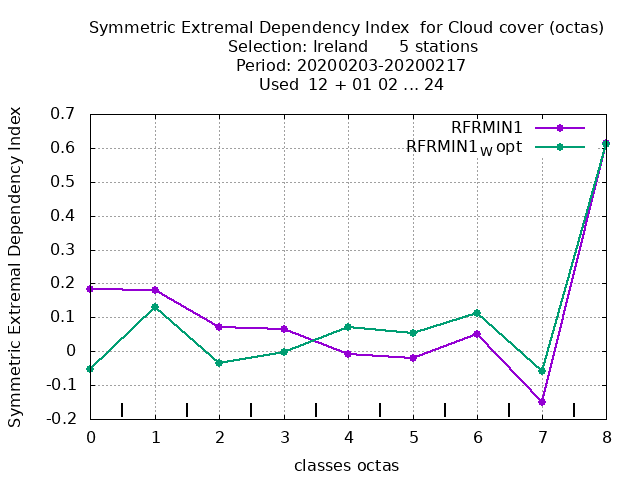 Symmetric Extremal Dependency Index for Cloud cover (octas)
Selection: Ireland 5 stations
Period: 20200203-20200217
Used 12 + 01 02 ... 24
Symmetric Extremal Dependency Index
0.7
0.6
0.5
0.4
0.3
0.2
0.1
0
-0.1
-0.2
RFRMIN1
RFRMIN1W opt
0 1 2 3 4 5 6 7 8
classes octas